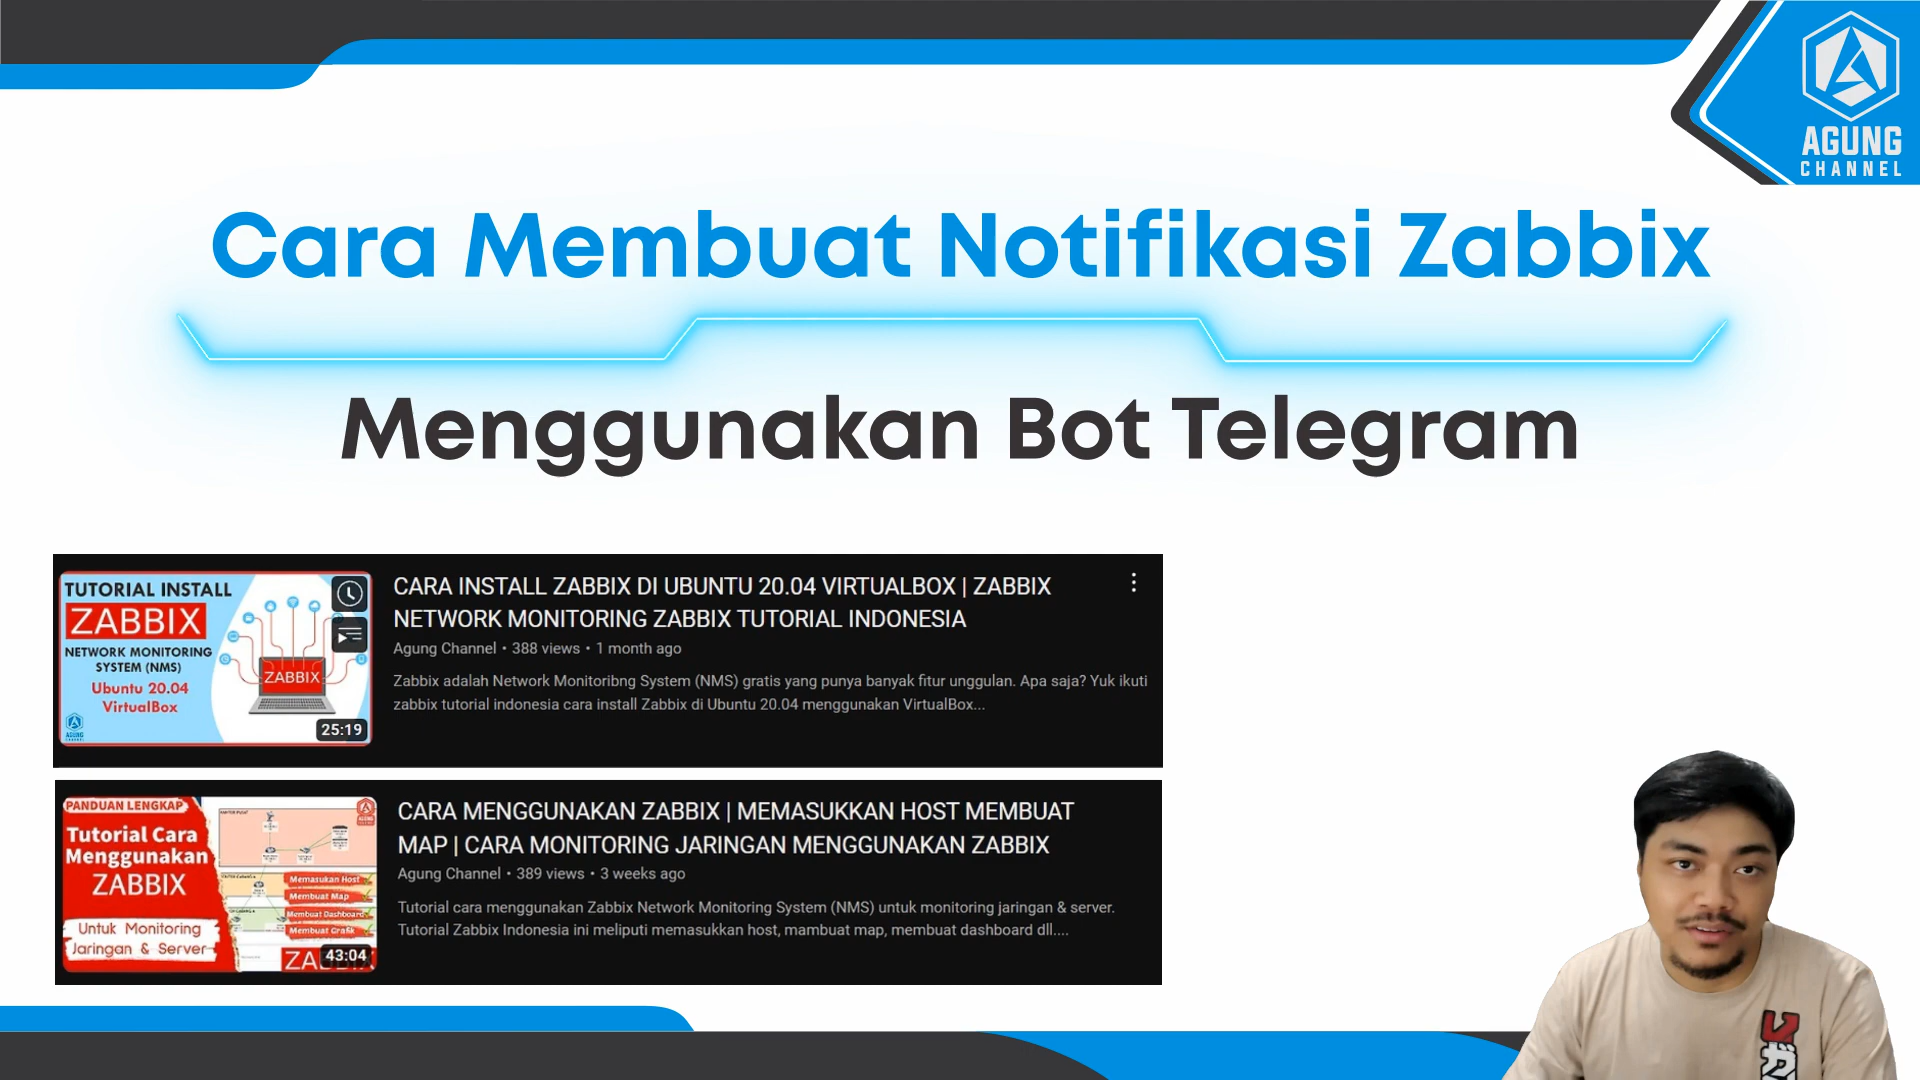 AGUNG
CHANNEL
Cara Membuat Notifikasi Zabbix
Menggunakan Bot Telegram
TUTORIAL INSTALL
ZABBIX
NETWORK MONITORING
SYSTEM (NMS)
Ubuntu 20.04
VirtualBox
ZABBIX
25:19
CARA INSTALL ZABBIX DI UBUNTU 20.04 VIRTUALBOX | ZABBIX
NETWORK MONITORING ZABBIX TUTORIAL INDONESIA
Agung Channel • 388 views • 1 month ago
Zabbix adalah Network Monitoribng System (NMS) gratis yang punya banyak fitur unggulan. Apa saja? Yuk ikuti
zabbix tutorial indonesia cara install Zabbix di Ubuntu 20.04 menggunakan VirtualBox...
PANDUAN LENGKAP
Tutorial Cara
Menggunakan
ZABBIX
Untuk Monitoring
Jaringan & Server
Memasukan Host
Membuat Map
Membuat Dashboard
Membuat Grafik
43:04
CARA MENGGUNAKAN ZABBIX | MEMASUKKAN HOST MEMBUAT
MAP | CARA MONITORING JARINGAN MENGGUNAKAN ZABBIX
Agung Channel • 389 views • 3 weeks ago
Tutorial cara menggunakan Zabbix Network Monitoring System (NMS) untuk monitoring jaringan & server.
Tutorial Zabbix Indonesia ini meliputi memasukkan host, mambuat map, membuat dashboard dll....